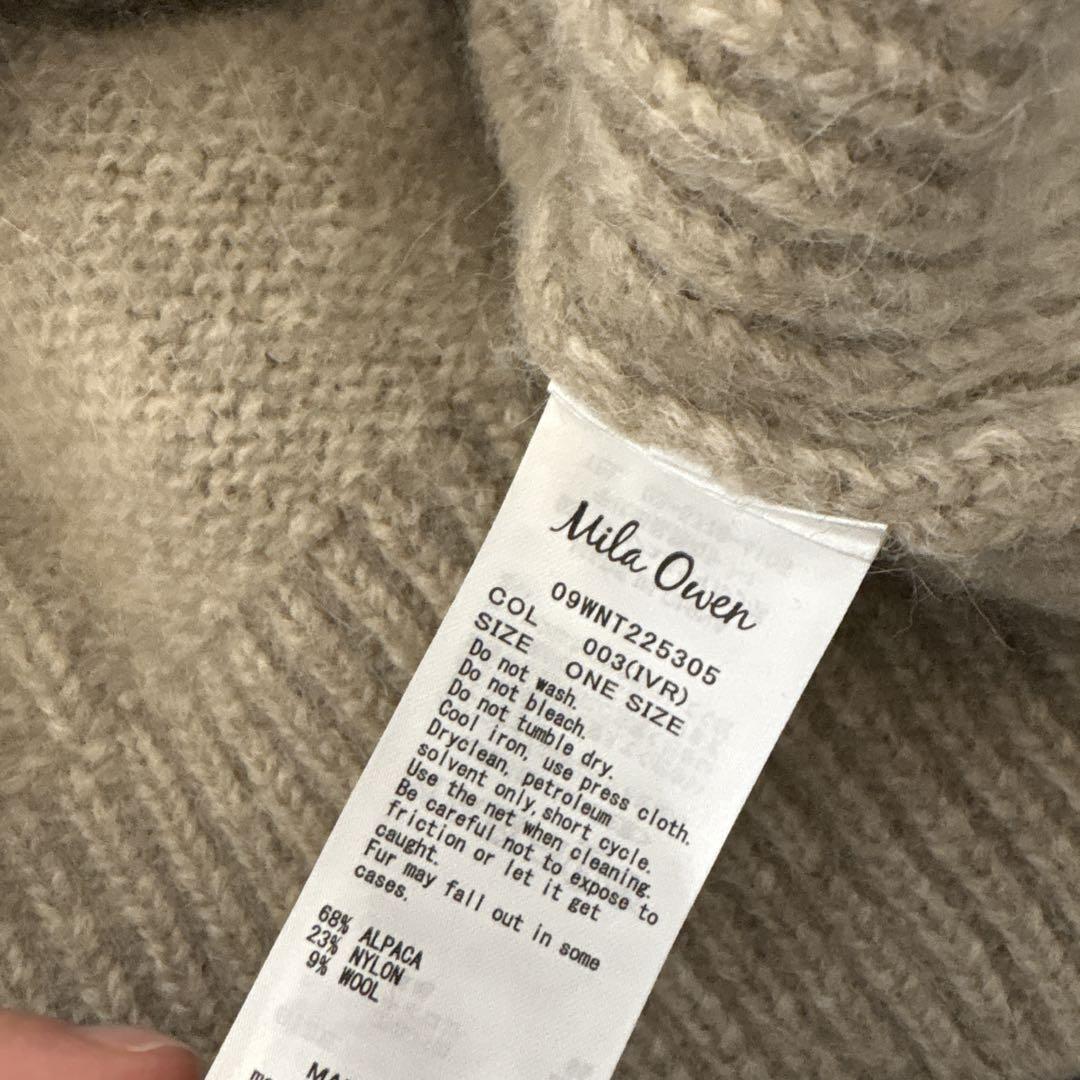 Mila Owen
09WNT225305
COL 003(IVR)
SIZE ONE SIZE
Do not wash.
Do not bleach.
Do not tumble dry.
Cool iron, use press cloth.
Dryclean, petroleum
solvent only, short cycle.
Use the net when cleaning.
Be careful not to expose to
friction or let it get
caught.
Fur may fall out in some
cases.
68% ALPACA
23% NYLON
9% WOOL